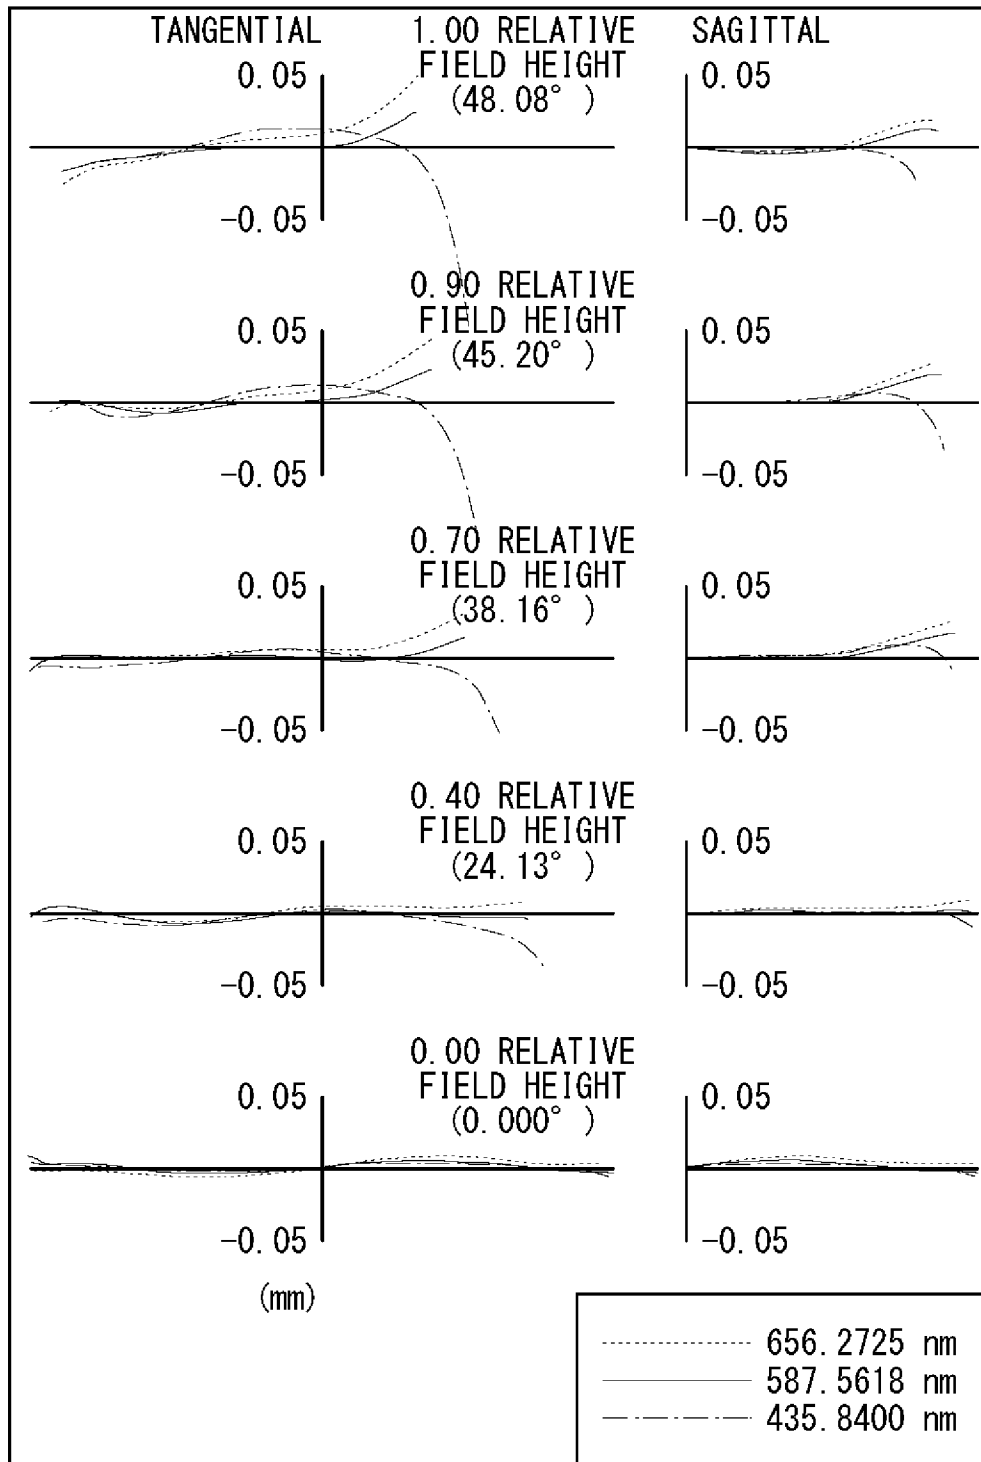 TANGENTIAL 1.00 RELATIVE SAGITTAL
FIELD HEIGHT
0.05 (48.08° ) 0.05
-0.05 -0.05
0.90 RELATIVE
FIELD HEIGHT
0.05 (45.20° ) 0.05
-0.05 -0.05
0.70 RELATIVE
FIELD HEIGHT
0.05 (38.16° ) 0.05
-0.05 -0.05
0.40 RELATIVE
FIELD HEIGHT
0.05 (24.13° ) 0.05
-0.05 -0.05
0.00 RELATIVE
FIELD HEIGHT
0.05 (0.000° ) 0.05
-0.05 -0.05
(mm)
656.2725 nm
587.5618 nm
435.8400 nm